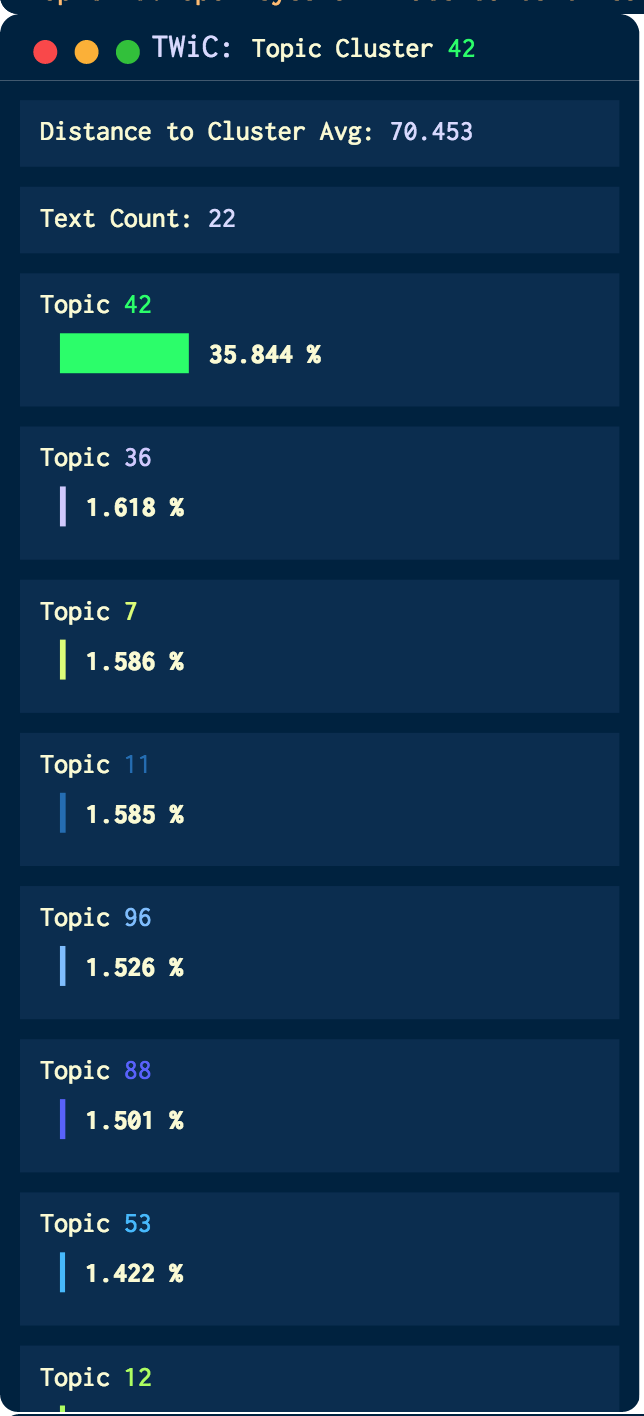 TWiC: Topic Cluster 42
Distance to Cluster Avg: 70.453
Text Count: 22
Topic 42
35.844 %
Topic 36
1.618 %
Topic 7
1.586 %
Topic 11
1.585 %
Topic 96
1.526 %
Topic 88
1.501 %
Topic 53
1.422 %
Topic 12